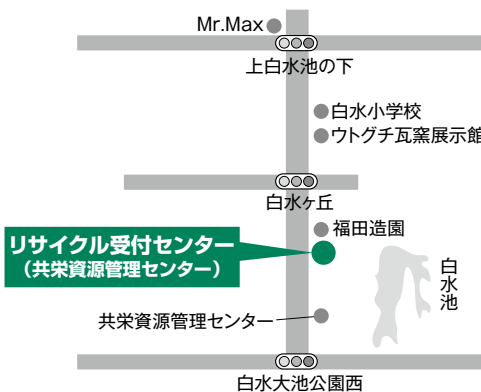 Mr.Max
上白水池の下
白水小学校
ウトグチ瓦窯展示館
白水ヶ丘
福田造園
リサイクル受付センター
（共栄資源管理センター）
白水池
共栄資源管理センター
白水大池公園西